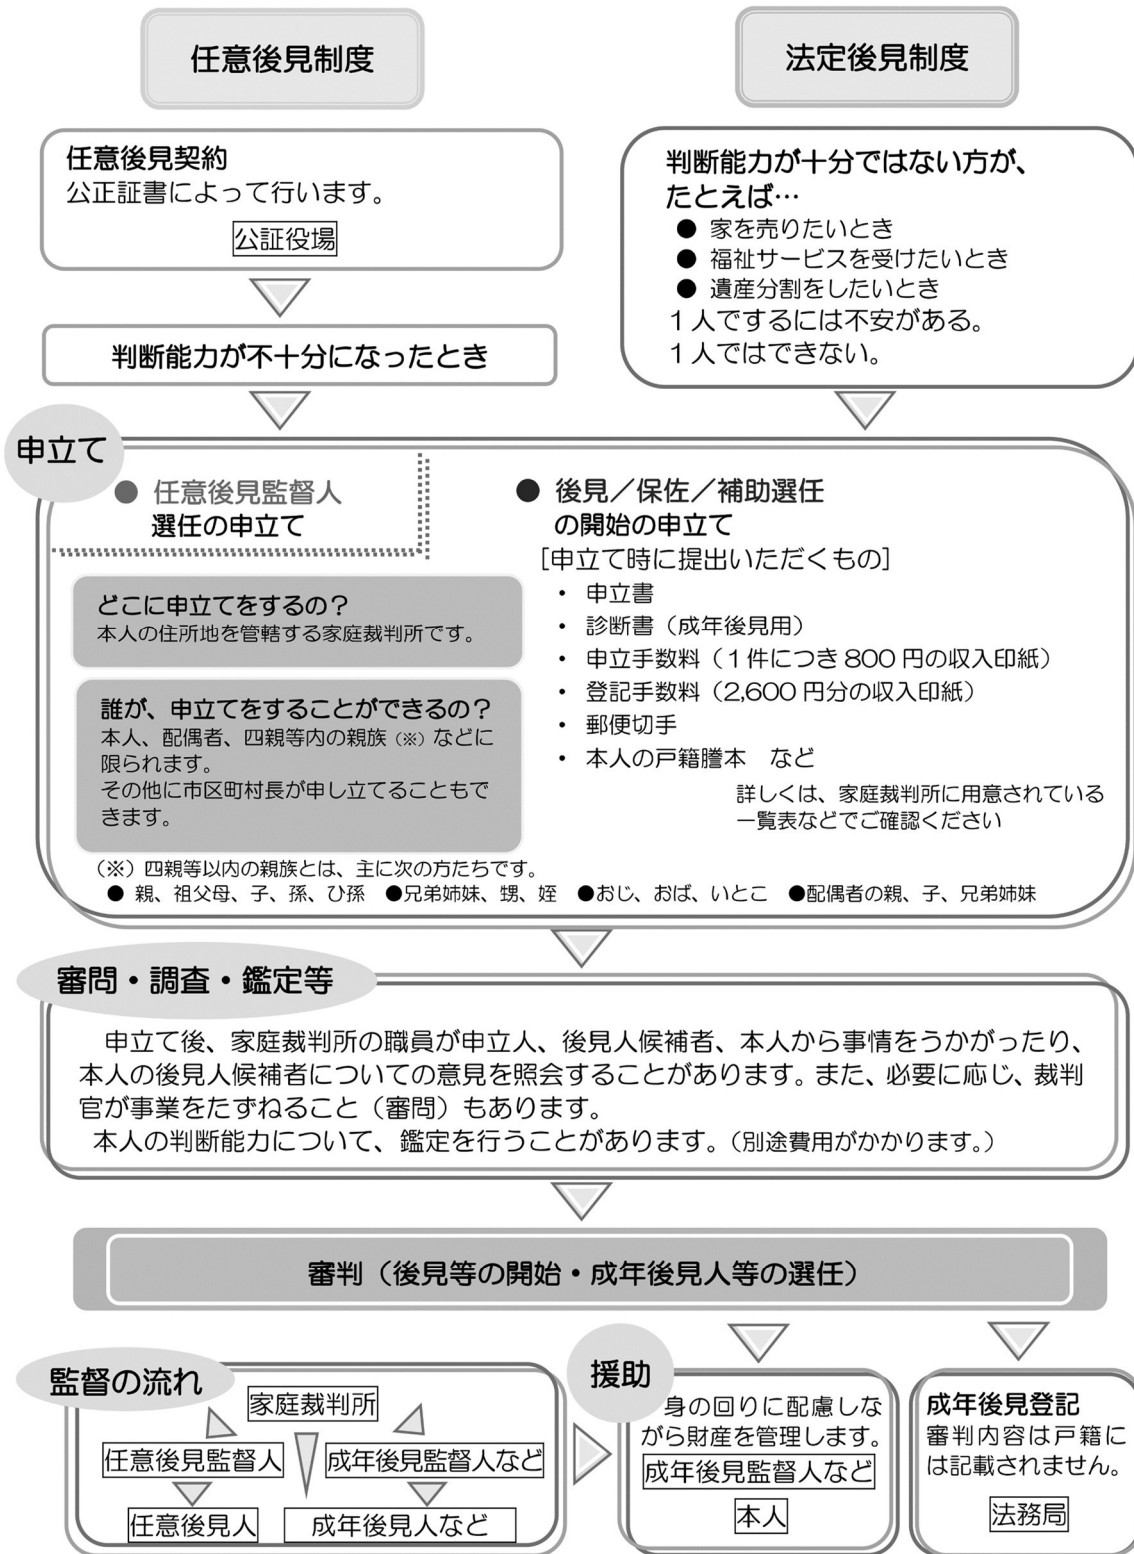 任意後見制度
法定後見制度
任意後見契約
公正証書によって行います。
公証役場
判断能力が不十分になったとき
判断能力が十分ではない方が、
たとえば…
● 家を売りたいとき
● 福祉サービスを受けたいとき
● 遺産分割をしたいとき
1人でするには不安がある。
1人ではできない。
申立て
● 任意後見監督人
選任の申立て
どこに申立てをするの？
本人の住所地を管轄する家庭裁判所です。
誰が、申立てをすることができるの？
本人、配偶者、四親等内の親族（※）などに
限られます。
その他に市区町村長が申し立てることもで
きます。
● 後見／保佐／補助選任
の開始の申立て
[申立て時に提出いただくもの]
・ 申立書
・ 診断書（成年後見用）
・ 申立手数料（1件につき800円の収入印紙）
・ 登記手数料（2,600円分の収入印紙）
・ 郵便切手
・ 本人の戸籍謄本　など
詳しくは、家庭裁判所に用意されている
一覧表などでご確認ください
（※）四親等以内の親族とは、主に次の方たちです。
● 親、祖父母、子、孫、ひ孫　●兄弟姉妹、甥、姪　●おじ、おば、いとこ　●配偶者の親、子、兄弟姉妹
審問・調査・鑑定等
申立て後、家庭裁判所の職員が申立人、後見人候補者、本人から事情をうかがったり、
本人の後見人候補者についての意見を照会することがあります。また、必要に応じ、裁判
官が事業をたずねること（審問）もあります。
本人の判断能力について、鑑定を行うことがあります。（別途費用がかかります。）
審判（後見等の開始・成年後見人等の選任）
監督の流れ
家庭裁判所
任意後見監督人
成年後見監督人など
任意後見人
成年後見人など
援助
身の回りに配慮しな
がら財産を管理します。
成年後見監督人など
本人
成年後見登記
審判内容は戸籍に
は記載されません。
法務局